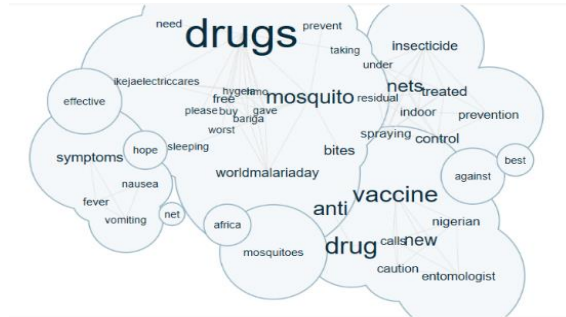 need
drugs
prevent
taking
insecticide
under
ikejaelectriccares
effective
free
mosquito
residual
nets
treated
please
buy
gave
indoor
prevention
bariga
worst
spraying
control
symptoms
hope
sleeping
bites
best
worldmalariaday
against
nausea
vaccine
fever
anti
vomiting
net
africa
nigerian
mosquitoes
drug
calls
new
caution
entomologist